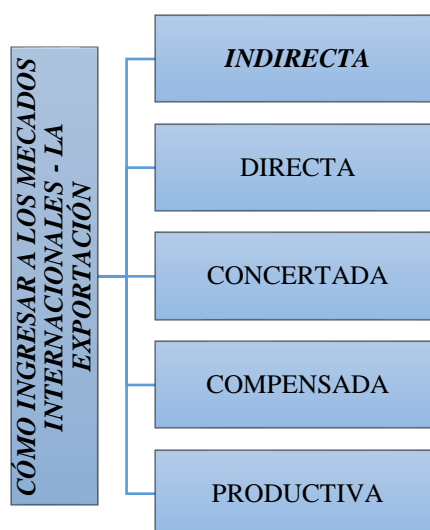 CÓMO INGRESAR A LOS MECADOS
INTERNACIONALES - LA
EXPORTACIÓN
INDIRECTA
DIRECTA
CONCERTADA
COMPENSADA
PRODUCTIVA